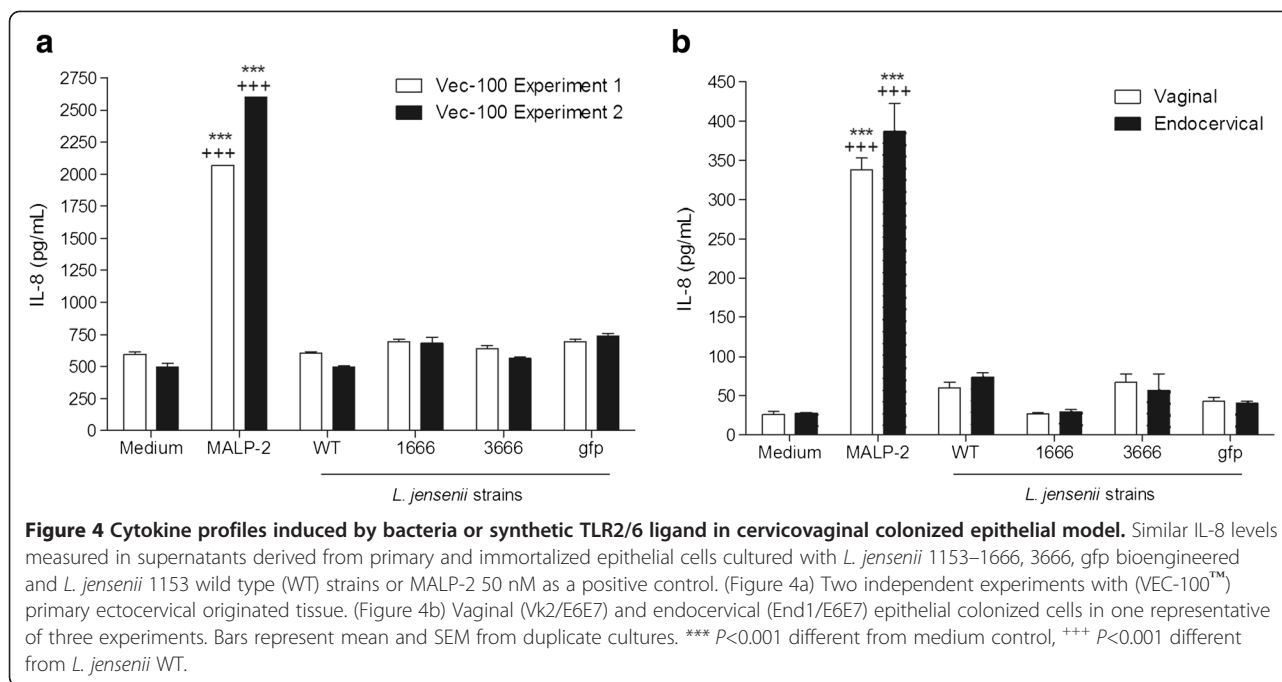 a
Vec-100 Experiment 1
Vec-100 Experiment 2
IL-8 (pg/mL)
2750
2500
2250
2000
1750
1500
1250
1000
750
500
250
0
***
+++
***
+++
Medium
MALP-2
WT
1666
3666
gfp
L. jensenii strains
b
Vaginal
Endocervical
IL-8 (pg/mL)
450
400
350
300
250
200
150
100
50
0
***
+++
***
+++
Medium
MALP-2
WT
1666
3666
gfp
L. jensenii strains
Figure 4 Cytokine profiles induced by bacteria or synthetic TLR2/6 ligand in cervicovaginal colonized epithelial model. Similar IL-8 levels
measured in supernatants derived from primary and immortalized epithelial cells cultured with L. jensenii 1153–1666, 3666, gfp bioengineered
and L. jensenii 1153 wild type (WT) strains or MALP-2 50 nM as a positive control. (Figure 4a) Two independent experiments with (VEC-100™)
primary ectocervical originated tissue. (Figure 4b) Vaginal (Vk2/E6E7) and endocervical (End1/E6E7) epithelial colonized cells in one representative
of three experiments. Bars represent mean and SEM from duplicate cultures. *** P<0.001 different from medium control, +++ P<0.001 different
from L. jensenii WT.